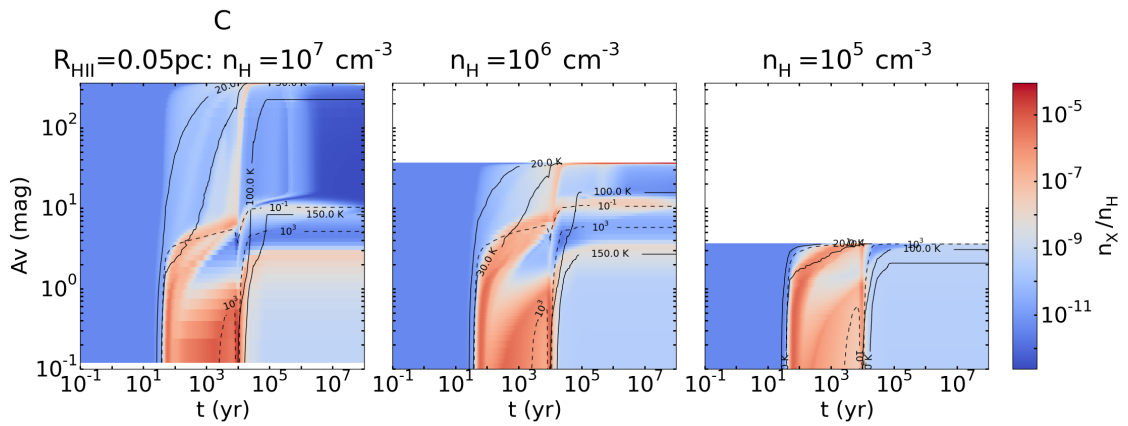 C
R_HII=0.05pc: n_H =10^7 cm^-3
n_H =10^6 cm^-3
n_H =10^5 cm^-3
Av (mag)
10^2
10^1
10^0
10^-1
20.0
100.0 K
10^-1
150.0 K
10^3
10^3
20.0 K
100.0 K
10^-1
10^3
150.0 K
30.0 K
10^3
10^3
100.0 K
10^-1 10^1 10^3 10^5 10^7
10^-1 10^1 10^3 10^5 10^7
10^-1 10^1 10^3 10^5 10^7
t (yr)
t (yr)
t (yr)
10^-5
10^-7
10^-9
10^-11
n_X/n_H